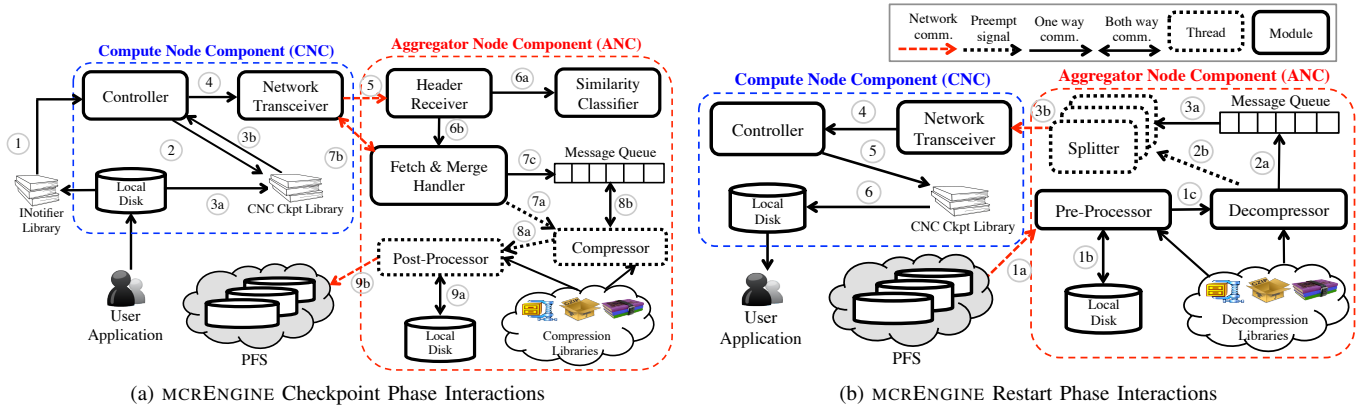 Network comm.
Preempt signal
One way comm.
Both way comm.
Thread
Module
Compute Node Component (CNC)
Aggregator Node Component (ANC)
Controller
4
Network Transceiver
5
Header Receiver
6a
Similarity Classifier
1
2
3b
7b
6b
Fetch & Merge Handler
7c
Message Queue
INotifier Library
Local Disk
3a
CNC Ckpt Library
7a
8b
8a
Compressor
Post-Processor
9b
9a
User Application
PFS
Local Disk
Compression Libraries
(a) MCRENGINE Checkpoint Phase Interactions
Compute Node Component (CNC)
Aggregator Node Component (ANC)
Controller
4
Network Transceiver
3b
Splitter
3a
Message Queue
5
2b
2a
Local Disk
6
CNC Ckpt Library
Pre-Processor
1c
Decompressor
1a
1b
User Application
PFS
Local Disk
Decompression Libraries
(b) MCRENGINE Restart Phase Interactions